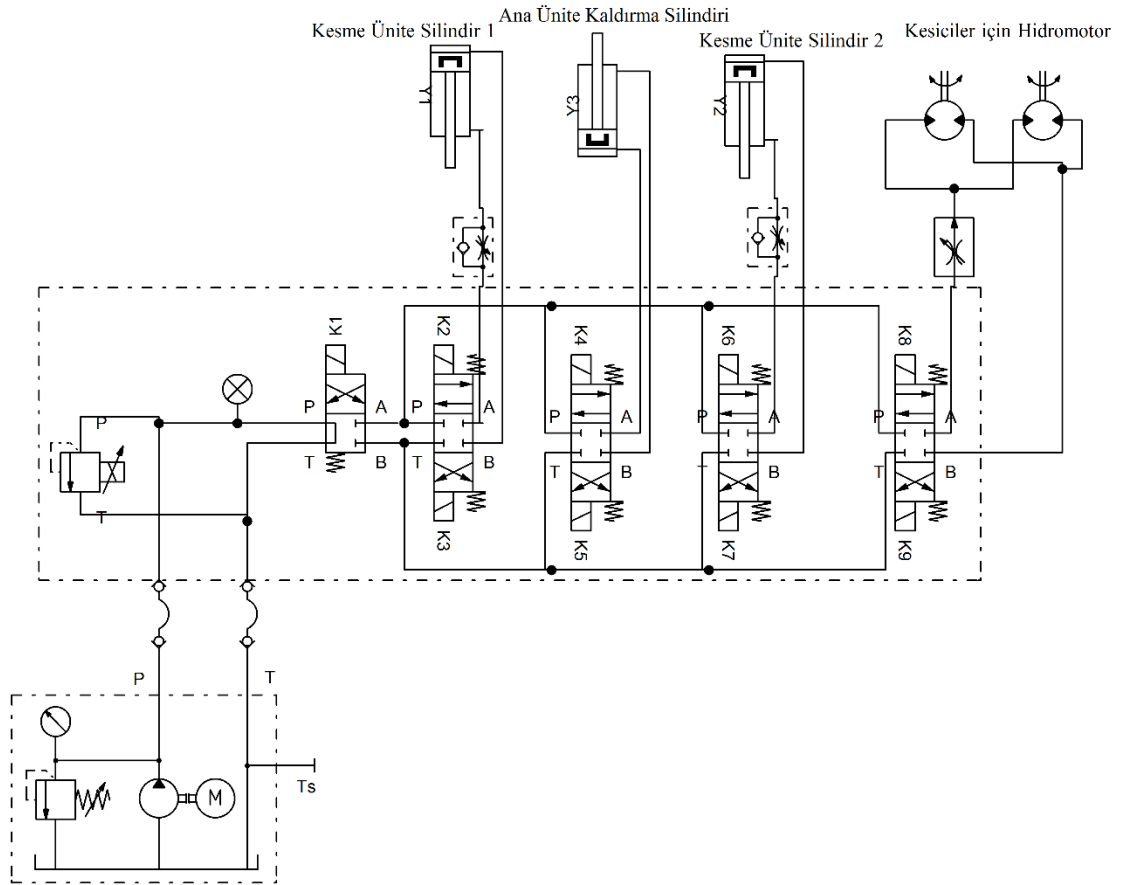 Ana Ünite Kaldırma Silindiri
Kesme Ünite Silindir 1
Kesme Ünite Silindir 2
Kesiciler için Hidromotor
Y1
Y3
Y2
K1
K2
K4
K6
K8
P
A
P
A
P
A
P
A
P
A
P
T
B
T
B
T
B
T
B
T
B
T
K3
K5
K7
K9
P
T
Ts
M